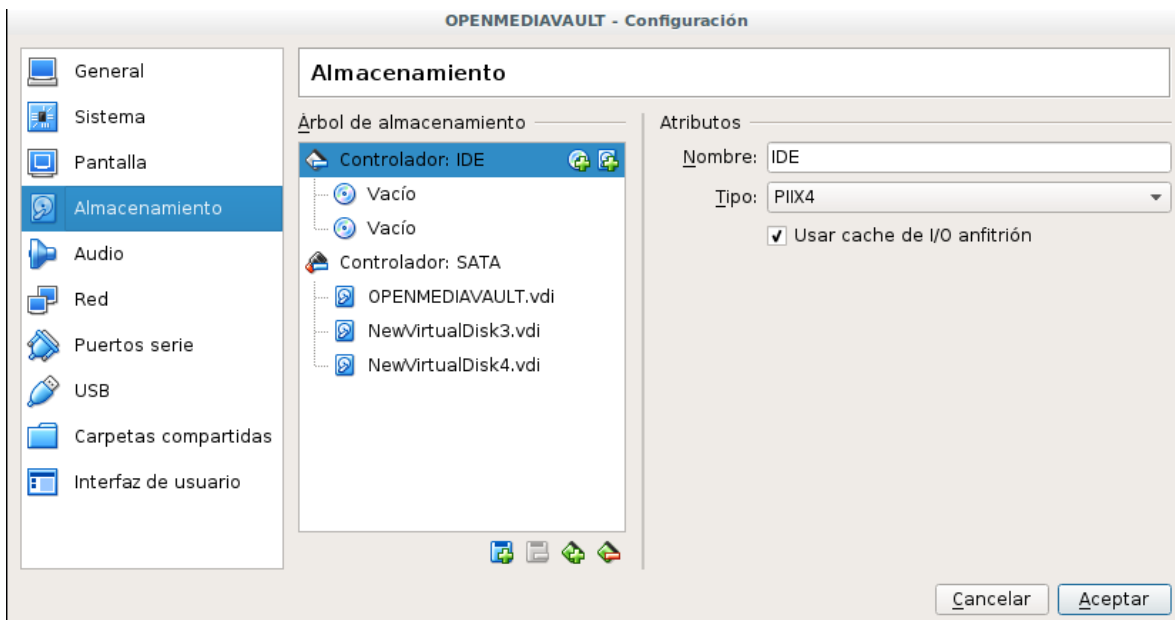 OPENMEDIAVAULT - Configuración
General
Sistema
Pantalla
Almacenamiento
Audio
Red
Puertos serie
USB
Carpetas compartidas
Interfaz de usuario
Almacenamiento
Árbol de almacenamiento
Controlador: IDE
Vacío
Vacío
Controlador: SATA
OPENMEDIAVAULT.vdi
NewVirtualDisk3.vdi
NewVirtualDisk4.vdi
Atributos
Nombre: IDE
Tipo: PIIX4
Usar cache de I/O anfitrión
Cancelar Aceptar